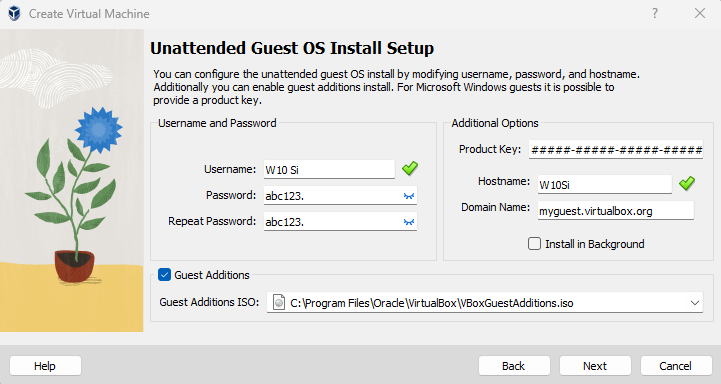 Create Virtual Machine
Unattended Guest OS Install Setup
You can configure the unattended guest OS install by modifying username, password, and hostname.
Additionally you can enable guest additions install. For Microsoft Windows guests it is possible to
provide a product key.
Username and Password
Username: W10 Si
Password: abc123.
Repeat Password: abc123.
Additional Options
Product Key: #####-#####-#####-#####
Hostname: W10Si
Domain Name: myguest.virtualbox.org
Install in Background
Guest Additions
Guest Additions ISO: C:\Program Files\Oracle\VirtualBox\VBoxGuestAdditions.iso
Help
Back
Next
Cancel